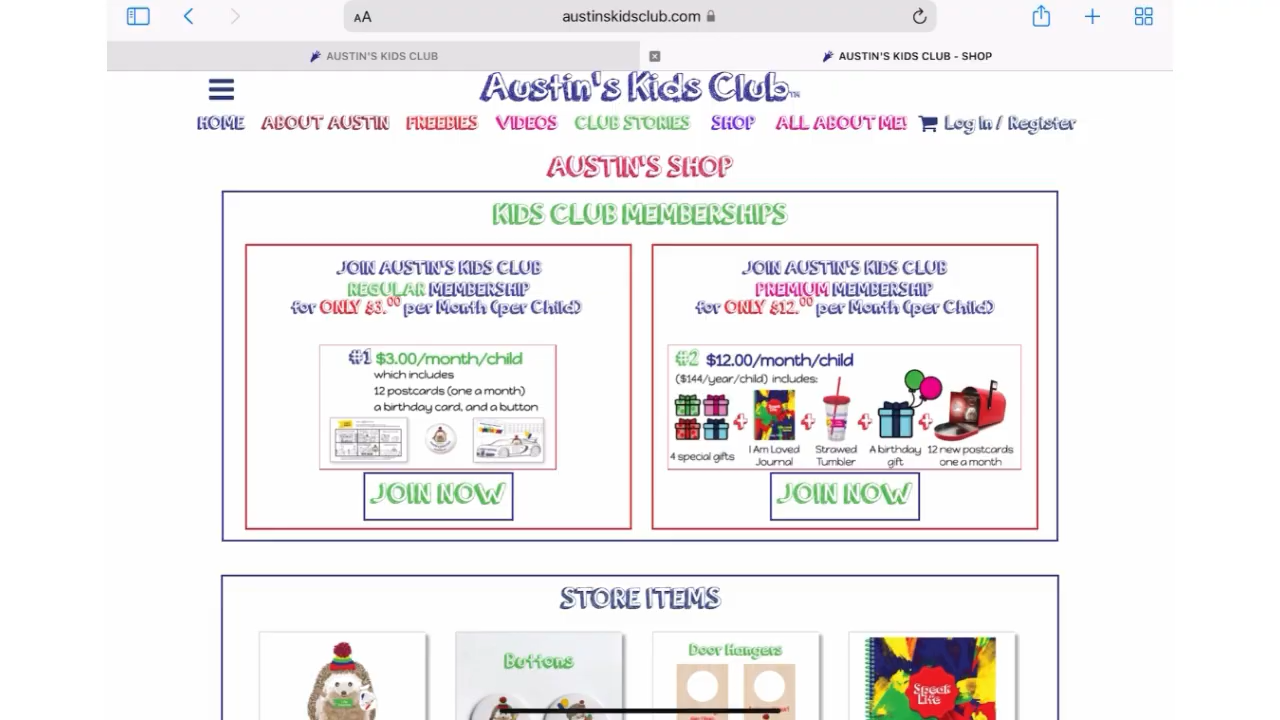 AA
austinskidsclub.com
AUSTIN'S KIDS CLUB
AUSTIN'S KIDS CLUB - SHOP
Austin's Kids Club™
HOME ABOUT AUSTIN FREEBIES VIDEOS CLUB STORIES SHOP ALL ABOUT ME! Log In / Register
AUSTIN'S SHOP
KIDS CLUB MEMBERSHIPS
JOIN AUSTIN'S KIDS CLUB
REGULAR MEMBERSHIP
for ONLY $3.00 per Month (per Child)
#1 $3.00/month/child
which includes
12 postcards (one a month)
a birthday card, and a button
JOIN NOW
JOIN AUSTIN'S KIDS CLUB
PREMIUM MEMBERSHIP
for ONLY $12.00 per Month (per Child)
#2 $12.00/month/child
($144/year/child) includes:
4 special gifts
I Am Loved
Journal
Strawed
Tumbler
A birthday
gift
12 new postcards
one a month
JOIN NOW
STORE ITEMS
Buttons
Door Hangers
Speak
Life